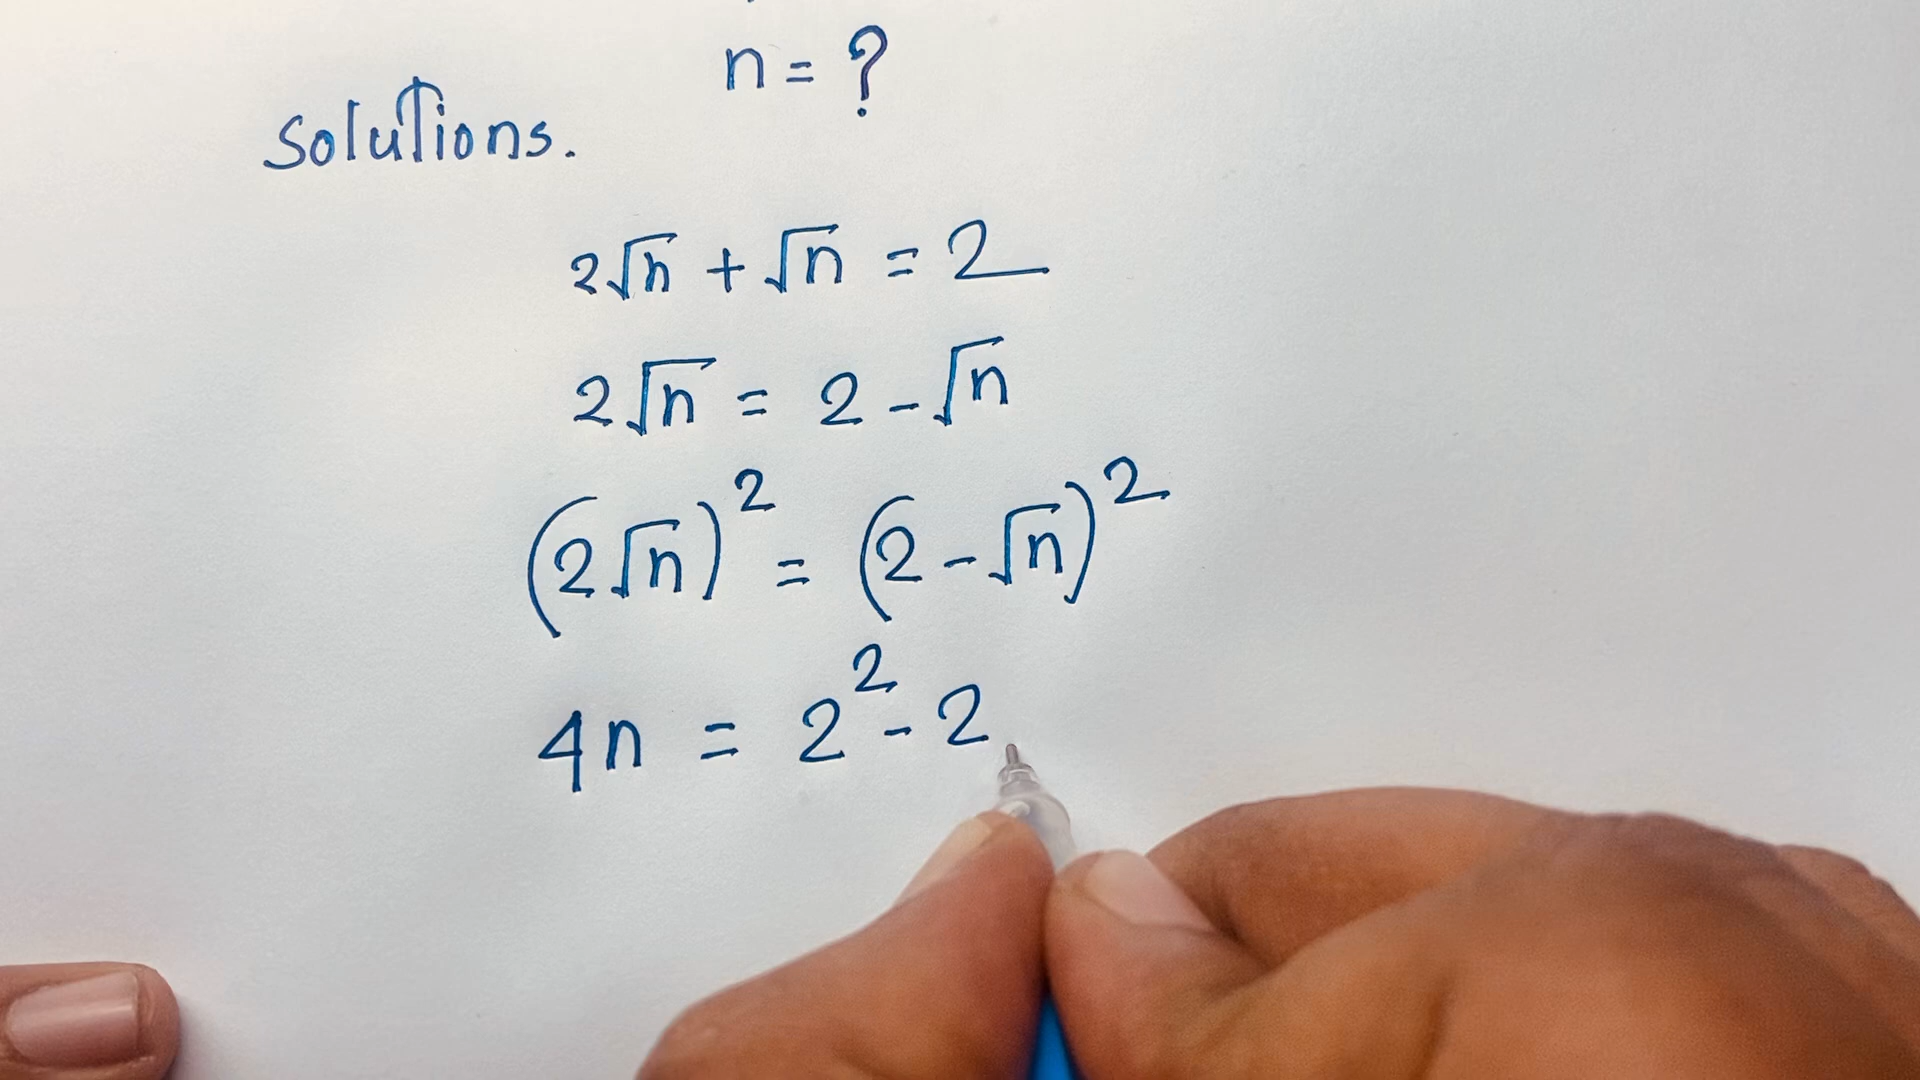 n = ?
Solutions.
2√n + √n = 2
2√n = 2 - √n
(2√n)² = (2 - √n)²
4n = 2² - 2